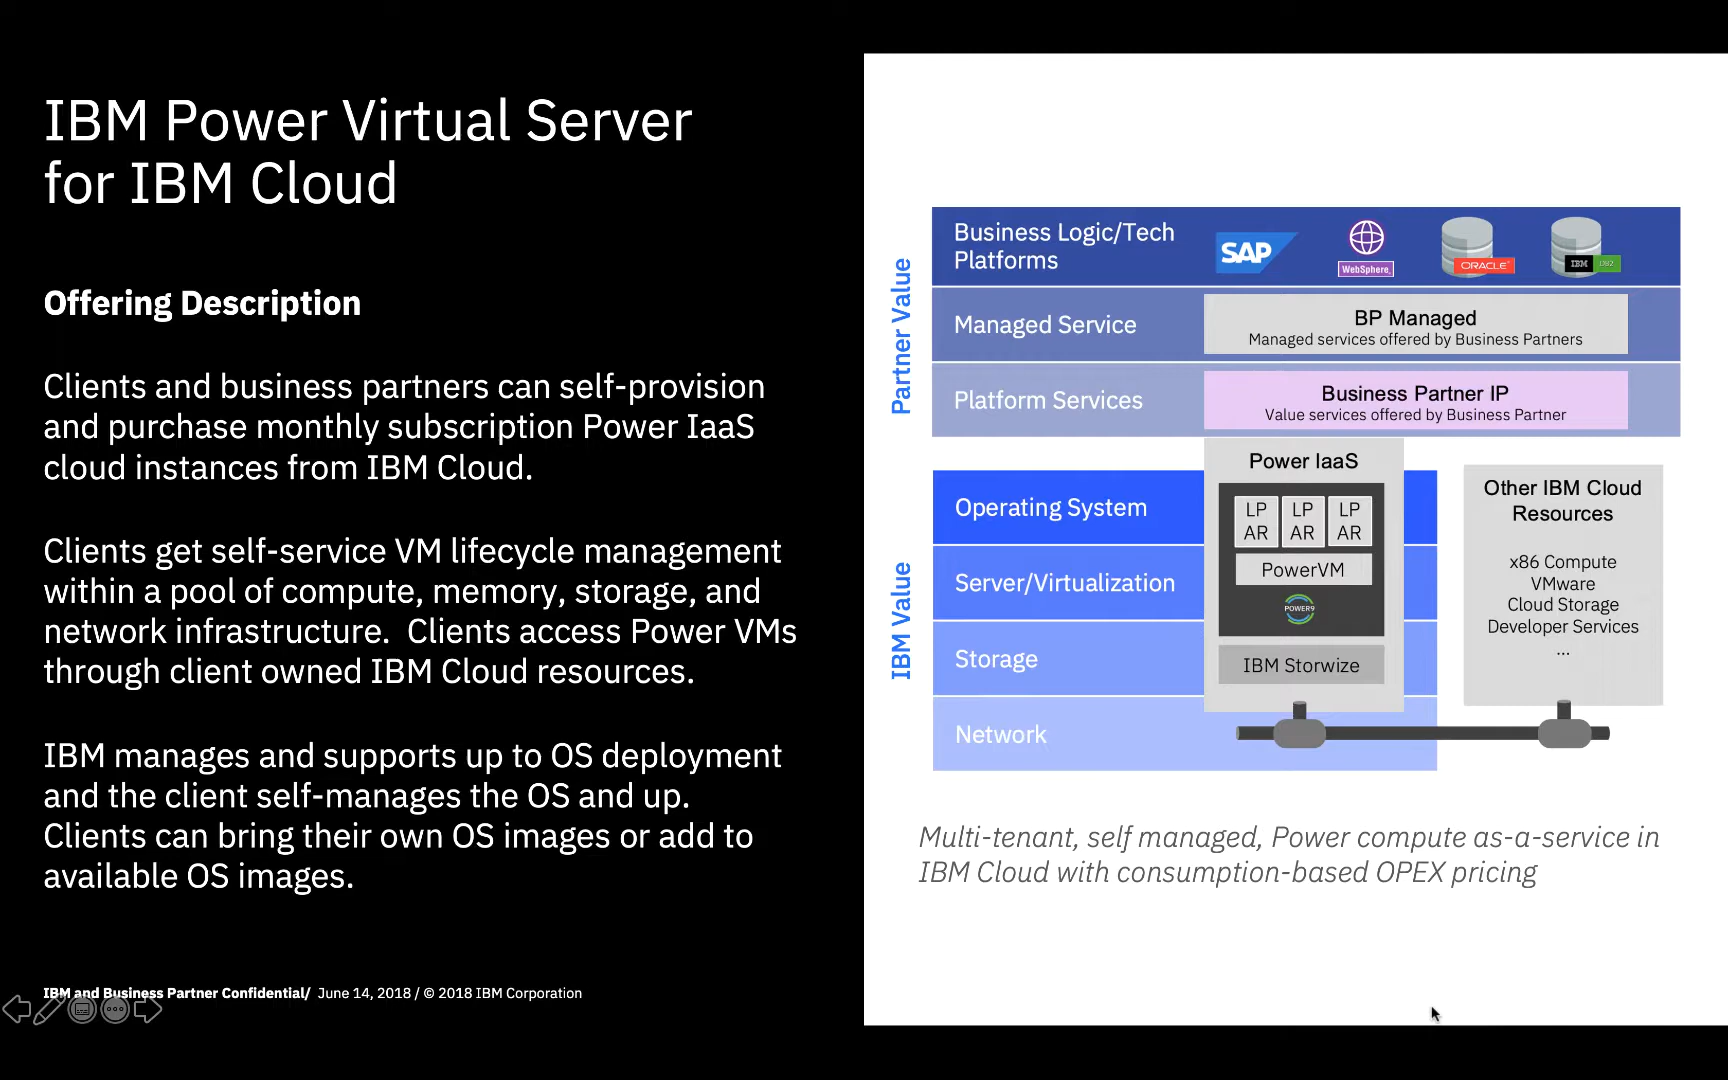 IBM Power Virtual Server
for IBM Cloud
Offering Description
Clients and business partners can self-provision
and purchase monthly subscription Power IaaS
cloud instances from IBM Cloud.
Clients get self-service VM lifecycle management
within a pool of compute, memory, storage, and
network infrastructure.  Clients access Power VMs
through client owned IBM Cloud resources.
IBM manages and supports up to OS deployment
and the client self-manages the OS and up.
Clients can bring their own OS images or add to
available OS images.
IBM and Business Partner Confidential/ June 14, 2018 / © 2018 IBM Corporation
Partner Value
Business Logic/Tech
Platforms
SAP
WebSphere
ORACLE
IBM DB2
Managed Service
BP Managed
Managed services offered by Business Partners
Platform Services
Business Partner IP
Value services offered by Business Partner
IBM Value
Operating System
Server/Virtualization
Storage
Network
Power IaaS
LP LP LP
AR AR AR
PowerVM
POWER9
IBM Storwize
Other IBM Cloud
Resources
x86 Compute
VMware
Cloud Storage
Developer Services
...
Multi-tenant, self managed, Power compute as-a-service in
IBM Cloud with consumption-based OPEX pricing